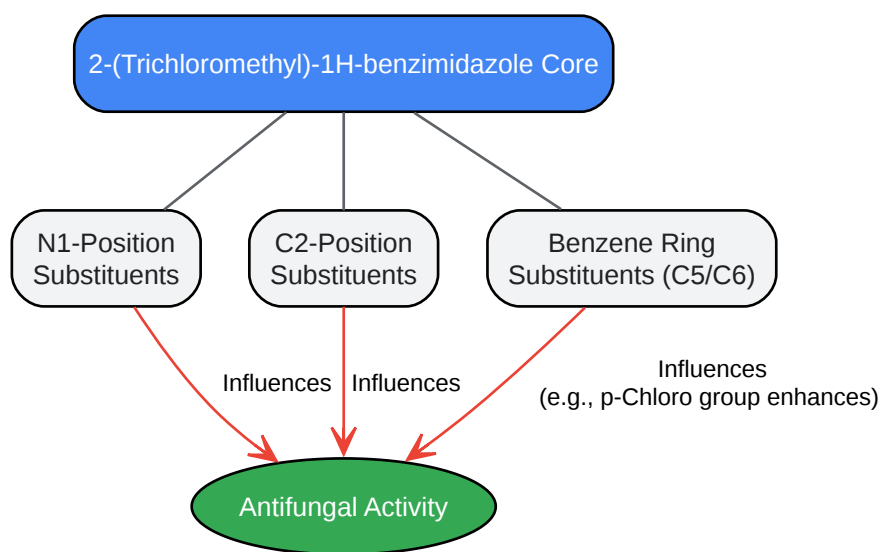 2-(Trichloromethyl)-1H-benzimidazole Core
N1-Position
Substituents
C2-Position
Substituents
Benzene Ring
Substituents (C5/C6)
Influences
Influences
Influences
(e.g., p-Chloro group enhances)
Antifungal Activity